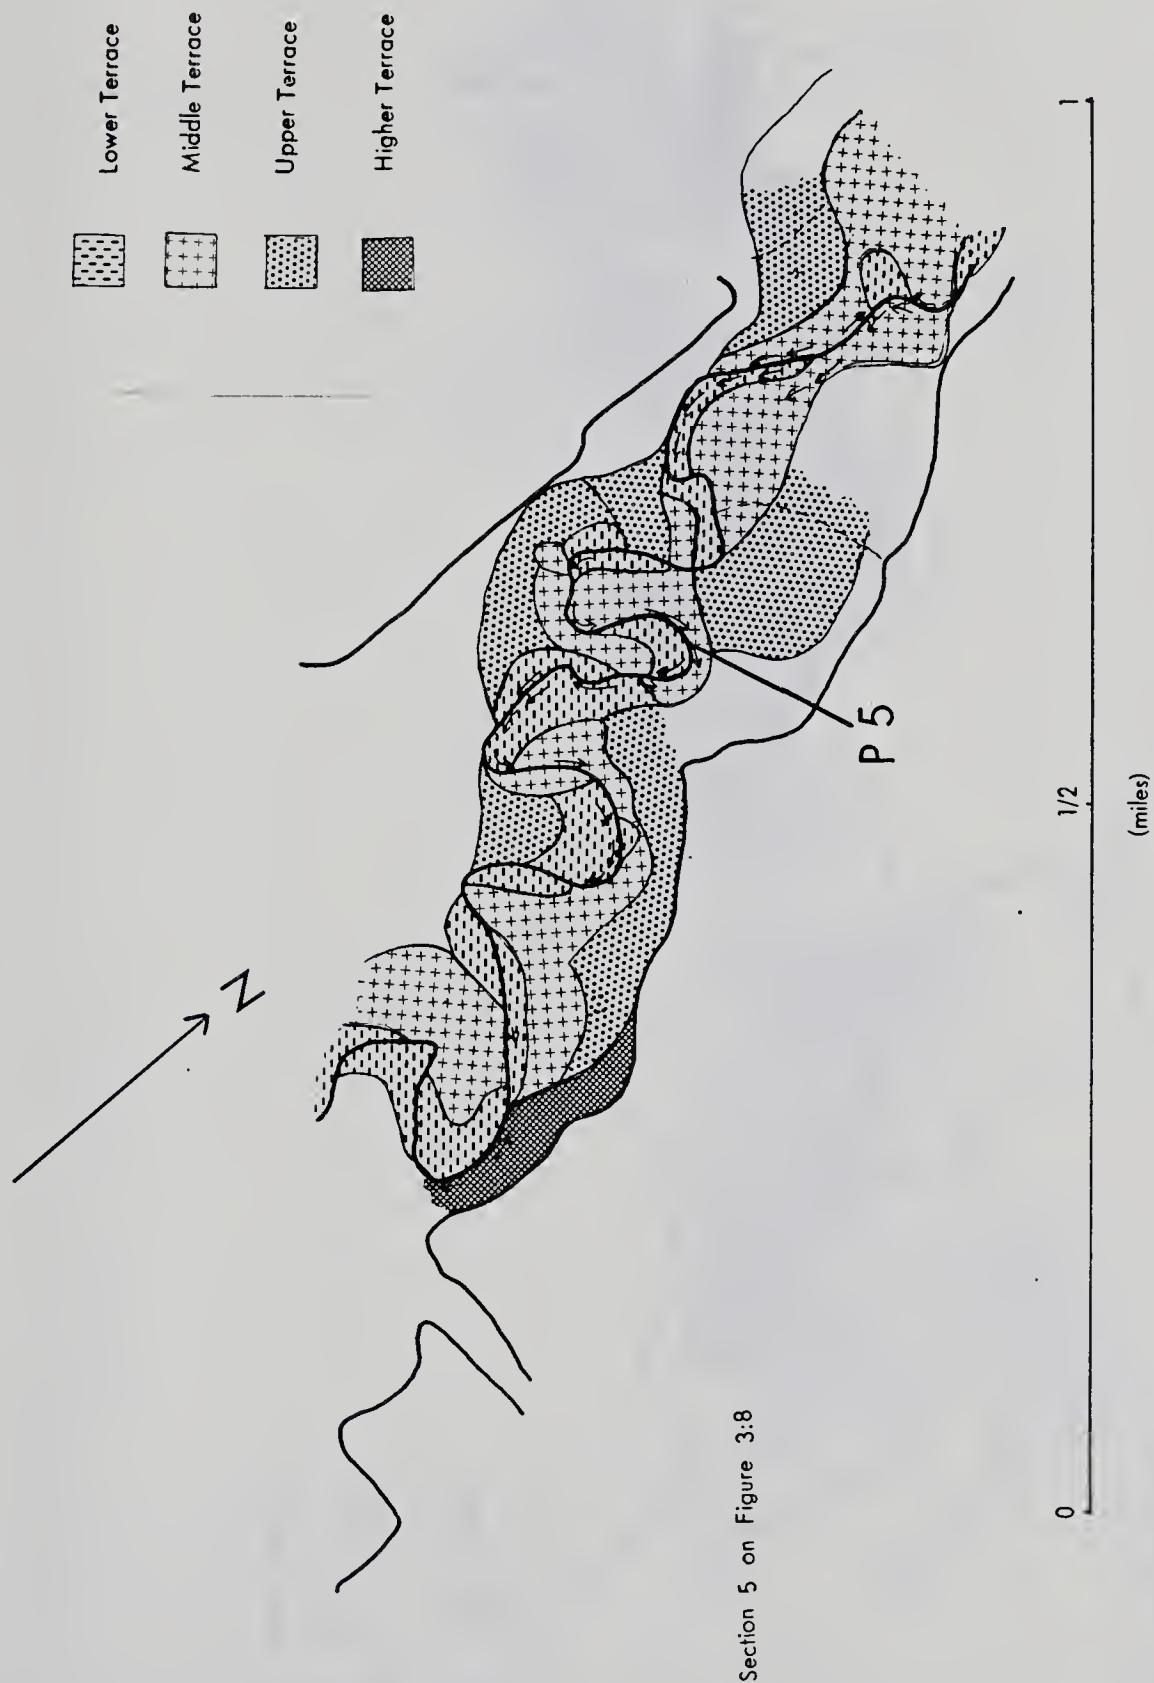 Lower Terrace
Middle Terrace
Upper Terrace
Higher Terrace
N
P 5
Section 5 on Figure 3:8
0
1/2
1
(miles)